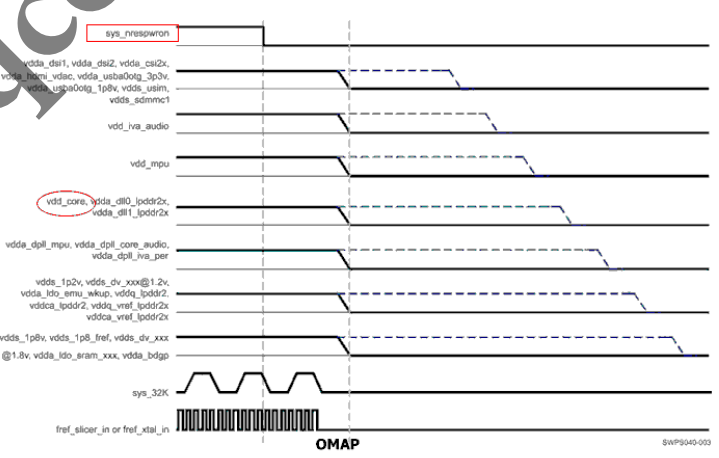 sys_nrespwron
vdda_dsi1, vdda_dsi2, vdda_csi2x,
vdda_hdmi_vdac, vdda_usba0otg_3p3v,
vdda_usba0otg_1p8v, vdds_usim,
vdds_sdmmc1
vdd_iva_audio
vdd_mpu
vdd_core, vdda_dll0_lpddr2x,
vdda_dll1_lpddr2x
vdda_dpll_mpu, vdda_dpll_core_audio,
vdda_dpll_iva_per
vdds_1p2v, vdds_dv_xxx@1.2v,
vdda_ldo_emu_wkup, vddq_lpddr2,
vddca_lpddr2, vddq_vref_lpddr2x
vddca_vref_lpddr2x
vdds_1p8v, vdds_1p8_fref, vdds_dv_xxx
@1.8v, vdda_ldo_sram_xxx, vdda_bdgp
sys_32K
fref_slicer_in or fref_xtal_in
OMAP
SWPS040-003